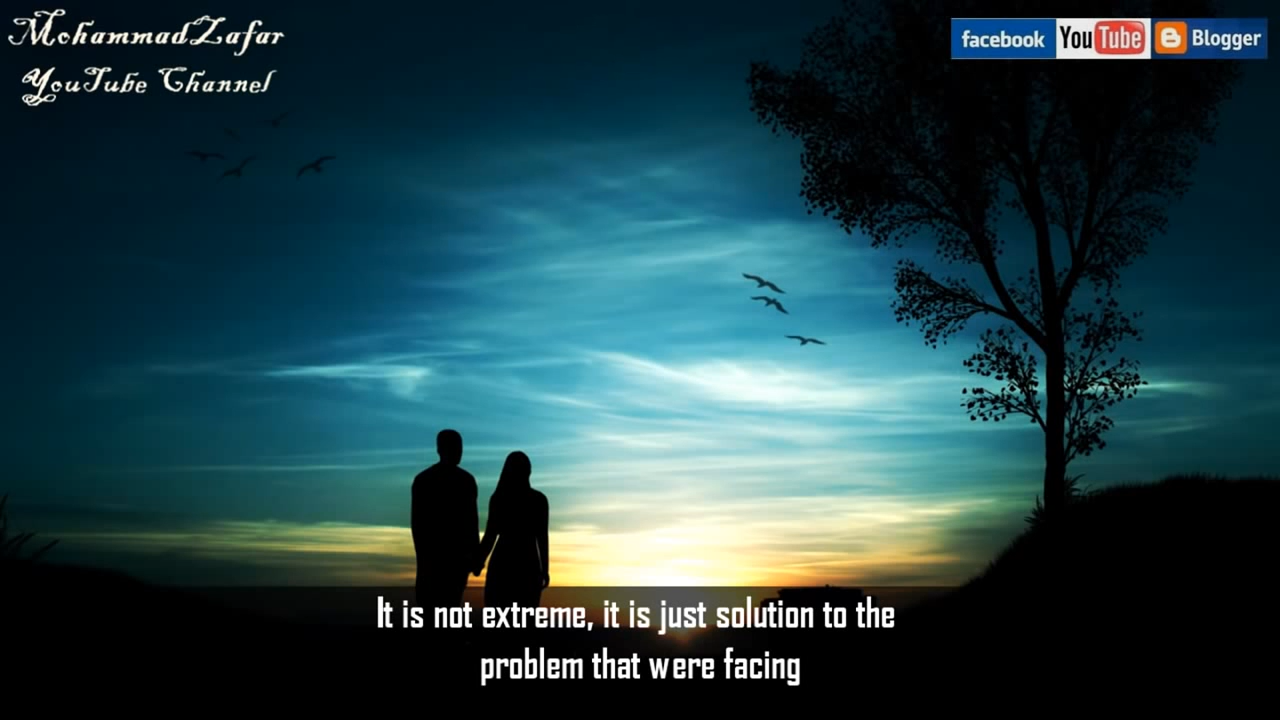 MohammadZafar
YouTube Channel
facebook YouTube Blogger
It is not extreme, it is just solution to the
problem that were facing